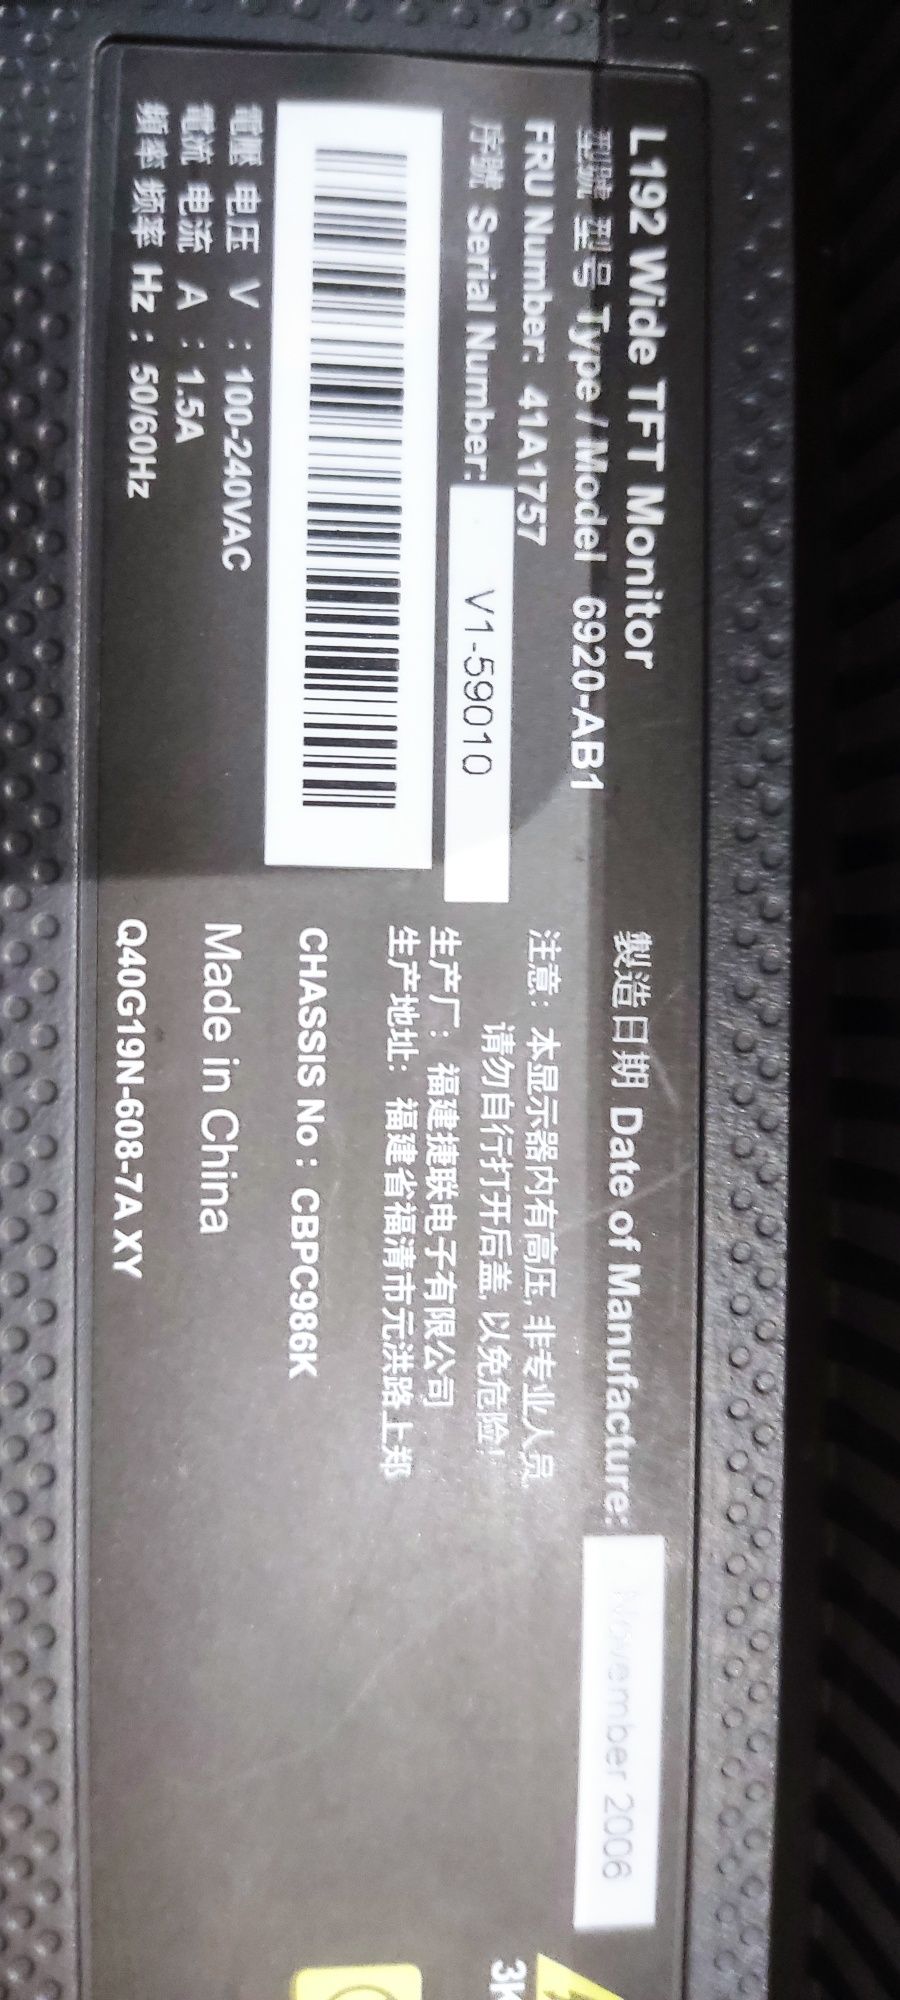 L192 Wide TFT Monitor
型號 型号 Type / Model 6920-AB1
FRU Number: 41A1757
序號 Serial Number: V1-59010
電壓 电压 V : 100-240VAC
電流 电流 A : 1.5A
頻率 频率 Hz : 50/60Hz
製造日期 Date of Manufacture: November 2006
注意：本显示器内有高压, 非专业人员
请勿自行打开后盖, 以免危险!
生产厂：福建捷联电子有限公司
生产地址：福建省福清市元洪路上郑
CHASSIS No : CBPC986K
Made in China
Q40G19N-608-7A XY